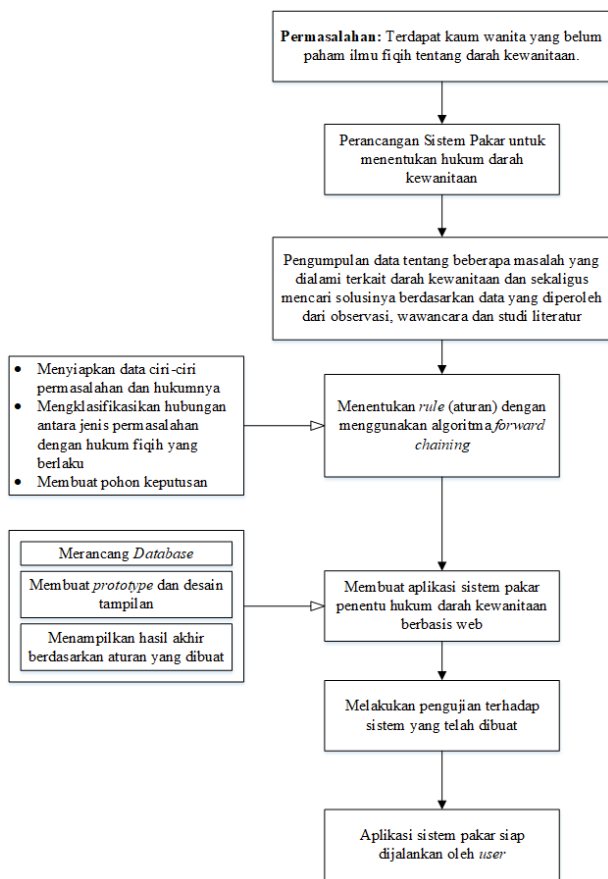 Permasalahan: Terdapat kaum wanita yang belum
paham ilmu fiqih tentang darah kewanitaan.
Perancangan Sistem Pakar untuk
menentukan hukum darah
kewanitaan
Pengumpulan data tentang beberapa masalah yang
dialami terkait darah kewanitaan dan sekaligus
mencari solusinya berdasarkan data yang diperoleh
dari observasi, wawancara dan studi literatur
• Menyiapkan data ciri-ciri
permasalahan dan hukumnya
• Mengklasifikasikan hubungan
antara jenis permasalahan
dengan hukum fiqih yang
berlaku
• Membuat pohon keputusan
Menentukan rule (aturan) dengan
menggunakan algoritma forward
chaining
Merancang Database
Membuat prototype dan desain
tampilan
Menampilkan hasil akhir
berdasarkan aturan yang dibuat
Membuat aplikasi sistem pakar
penentu hukum darah kewanitaan
berbasis web
Melakukan pengujian terhadap
sistem yang telah dibuat
Aplikasi sistem pakar siap
dijalankan oleh user